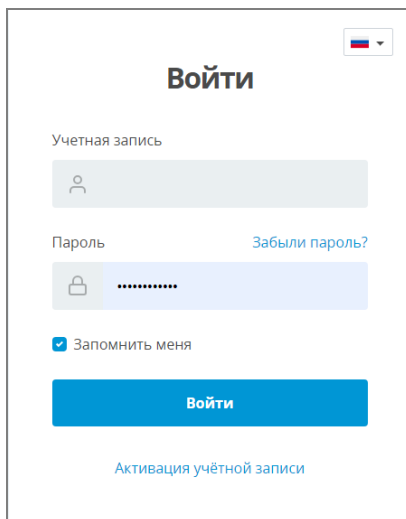 Войти
Учетная запись
Пароль Забыли пароль?
••••••••••••
Запомнить меня
Войти
Активация учётной записи